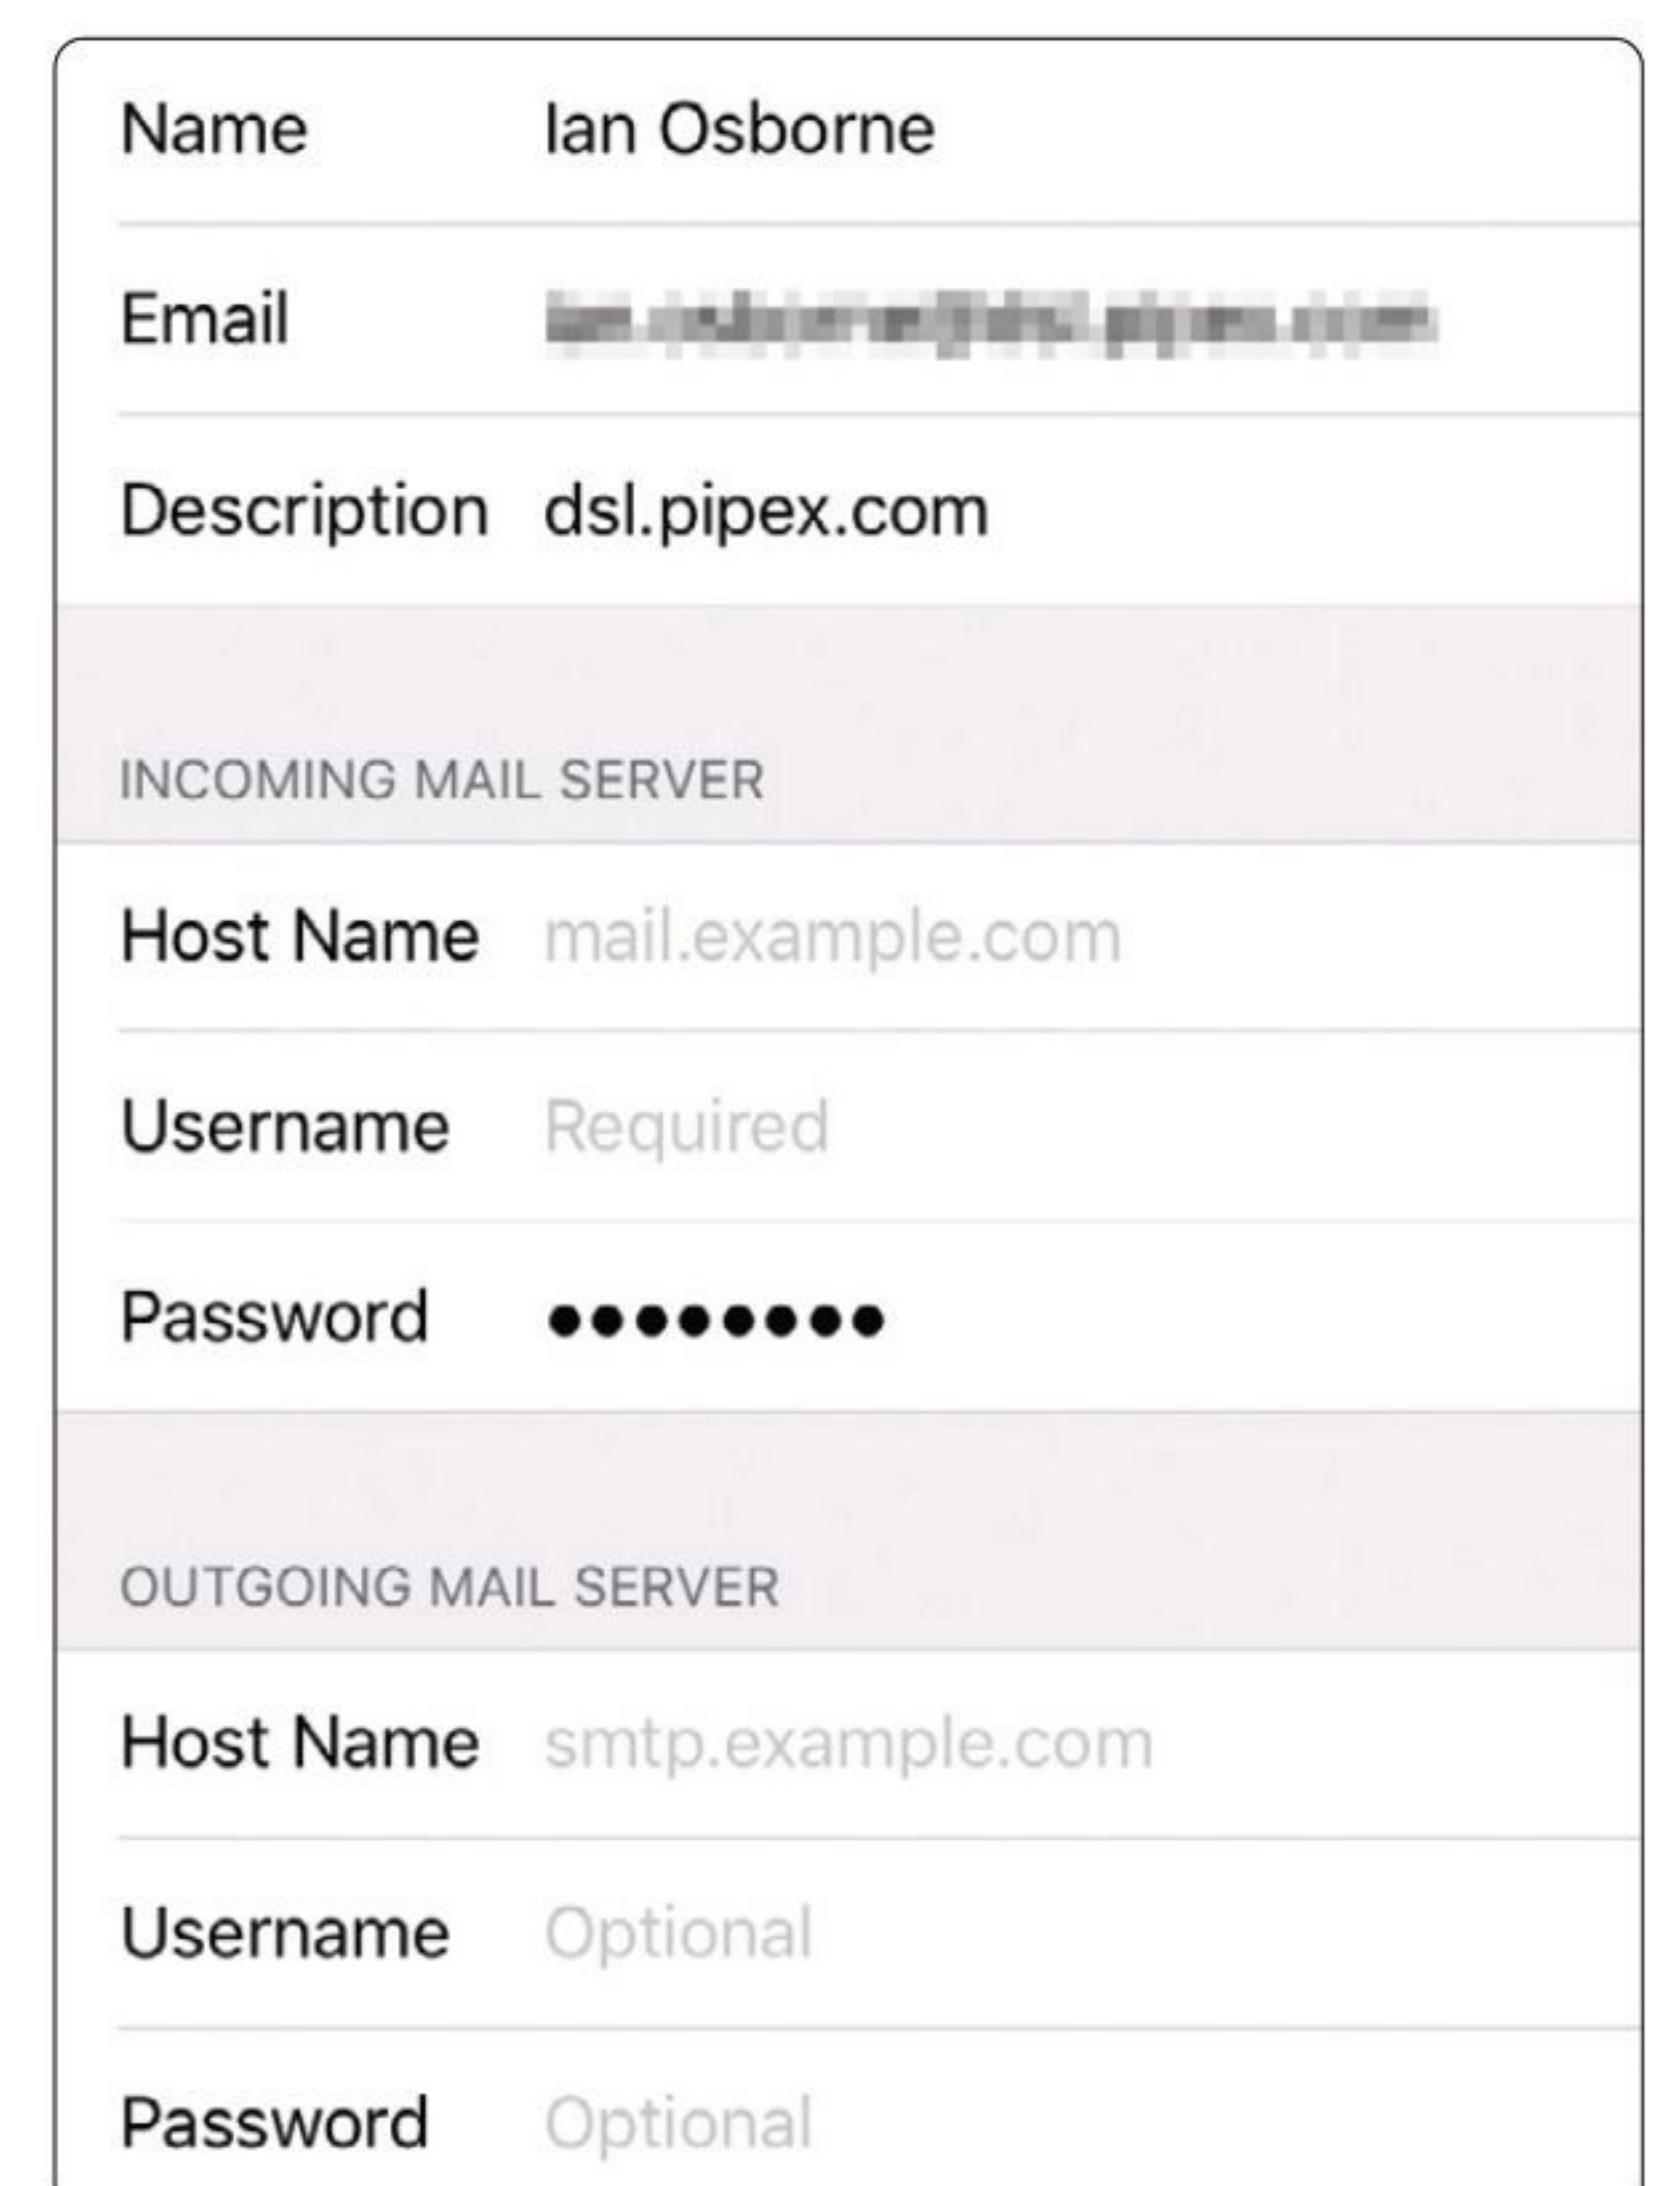 Name Ian Osborne
Email
Description dsl.pipex.com
INCOMING MAIL SERVER
Host Name mail.example.com
Username Required
Password ●●●●●●●●
OUTGOING MAIL SERVER
Host Name smtp.example.com
Username Optional
Password Optional